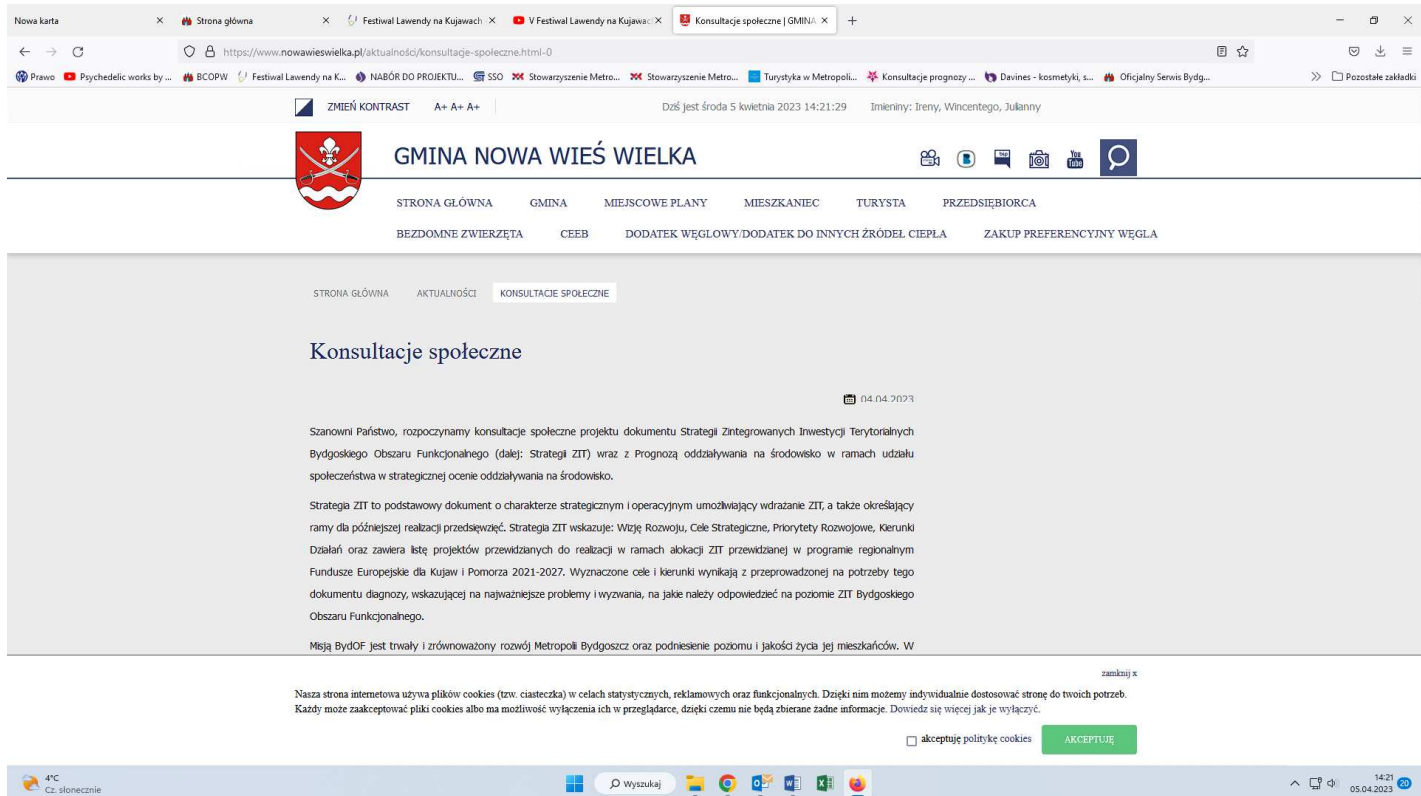 Nowa karta
Strona główna
Festiwal Lawendy na Kujawach
V Festiwal Lawendy na Kujawac
Konsultacje społeczne | GMINA
https://www.nowawieswielka.pl/aktualności/konsultacje-społeczne.html-0
Prawo
Psychedelic works by ...
BCOPW
Festiwal Lawendy na K...
NABÓR DO PROJEKTU...
SSO
Stowarzyszenie Metro...
Stowarzyszenie Metro...
Turystyka w Metropoli...
Konsultacje prognozy ...
Davines - kosmetyki, s...
Oficjalny Serwis Bydg...
Pozostałe zakładki
ZMIEŃ KONTRAST A+ A+ A+
Dziś jest środa 5 kwietnia 2023 14:21:29
Imieniny: Ireny, Wincentego, Julianny
GMINA NOWA WIEŚ WIELKA
bip
You Tube
STRONA GŁÓWNA GMINA MIEJSCOWE PLANY MIESZKANIEC TURYSTA PRZEDSIĘBIORCA
BEZDOMNE ZWIERZĘTA CEEB DODATEK WĘGLOWY/DODATEK DO INNYCH ŹRÓDEŁ CIEPŁA ZAKUP PREFERENCYJNY WĘGLA
STRONA GŁÓWNA AKTUALNOŚCI KONSULTACJE SPOŁECZNE
Konsultacje społeczne
04.04.2023
Szanowni Państwo, rozpoczynamy konsultacje społeczne projektu dokumentu Strategii Zintegrowanych Inwestycji Terytorialnych
Bydgoskiego Obszaru Funkcjonalnego (dalej: Strategii ZIT) wraz z Prognozą oddziaływania na środowisko w ramach udziału
społeczeństwa w strategicznej ocenie oddziaływania na środowisko.
Strategia ZIT to podstawowy dokument o charakterze strategicznym i operacyjnym umożliwiający wdrażanie ZIT, a także określający
ramy dla późniejszej realizacji przedsięwzięć. Strategia ZIT wskazuje: Wizję Rozwoju, Cele Strategiczne, Priorytety Rozwojowe, Kierunki
Działań oraz zawiera listę projektów przewidzianych do realizacji w ramach alokacji ZIT przewidzianej w programie regionalnym
Fundusze Europejskie dla Kujaw i Pomorza 2021-2027. Wyznaczone cele i kierunki wynikają z przeprowadzonej na potrzeby tego
dokumentu diagnozy, wskazującej na najważniejsze problemy i wyzwania, na jakie należy odpowiedzieć na poziomie ZIT Bydgoskiego
Obszaru Funkcjonalnego.
Misją BydOF jest trwały i zrównoważony rozwój Metropolii Bydgoszcz oraz podniesienie poziomu i jakości życia jej mieszkańców. W
zamknij x
Nasza strona internetowa używa plików cookies (tzw. ciasteczka) w celach statystycznych, reklamowych oraz funkcjonalnych. Dzięki nim możemy indywidualnie dostosować stronę do twoich potrzeb.
Każdy może zaakceptować pliki cookies albo ma możliwość wyłączenia ich w przeglądarce, dzięki czemu nie będą zbierane żadne informacje. Dowiedz się więcej jak je wyłączyć.
akceptuję politykę cookies
AKCEPTUJĘ
4°C
Cz. słonecznie
Wyszukaj
14:21
05.04.2023
20